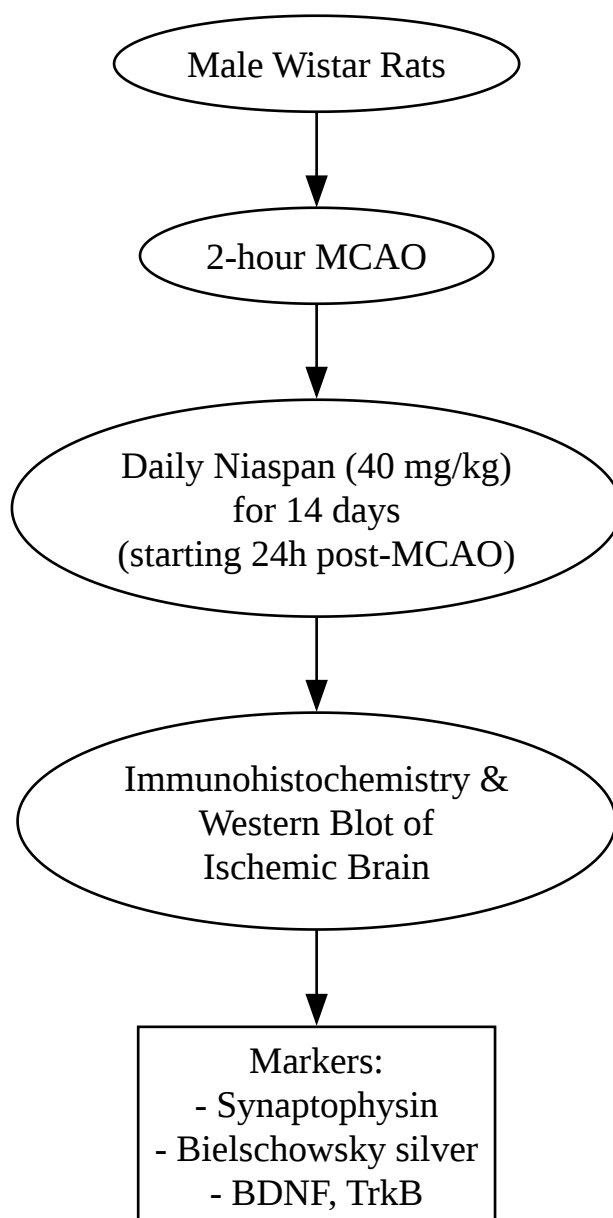 Male Wistar Rats
2-hour MCAO
Daily Niaspan (40 mg/kg)
for 14 days
(starting 24h post-MCAO)
Immunohistochemistry &
Western Blot of
Ischemic Brain
Markers:
- Synaptophysin
- Bielschowsky silver
- BDNF, TrkB